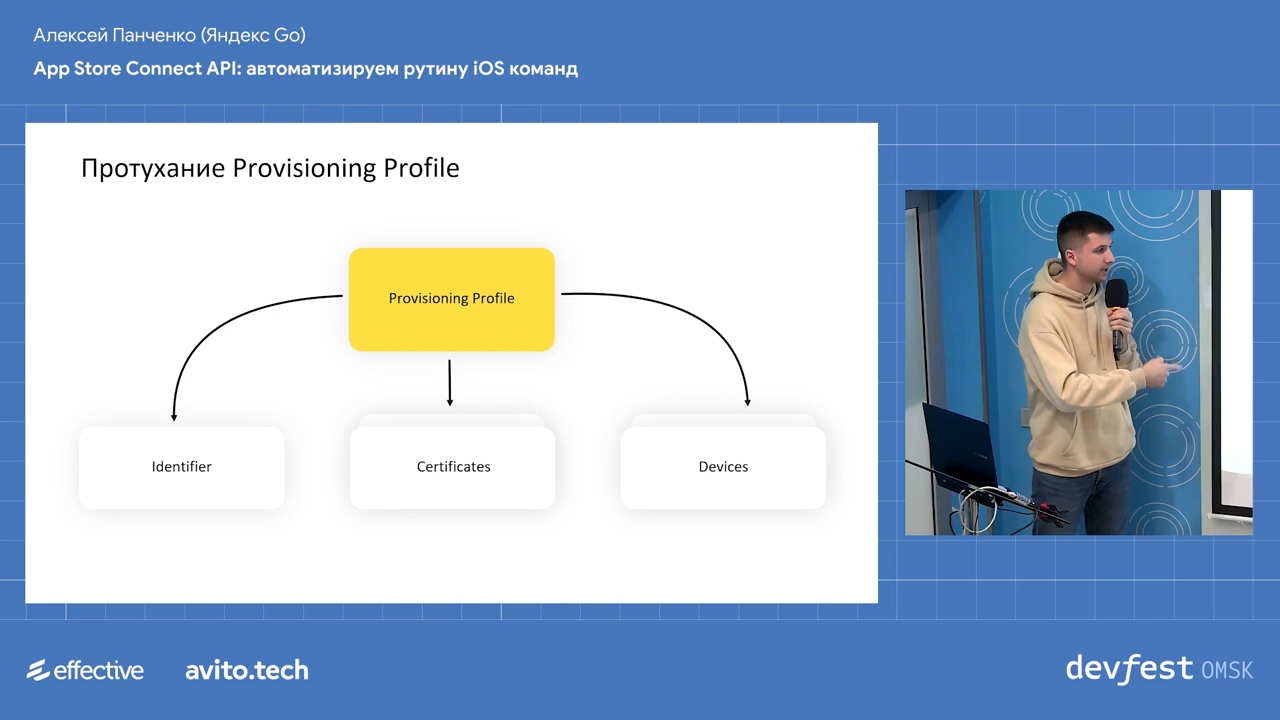 Алексей Панченко (Яндекс Go)
App Store Connect API: автоматизируем рутину iOS команд
Протухание Provisioning Profile
Provisioning Profile
Identifier
Certificates
Devices
effective
avito.tech
devfest OMSK